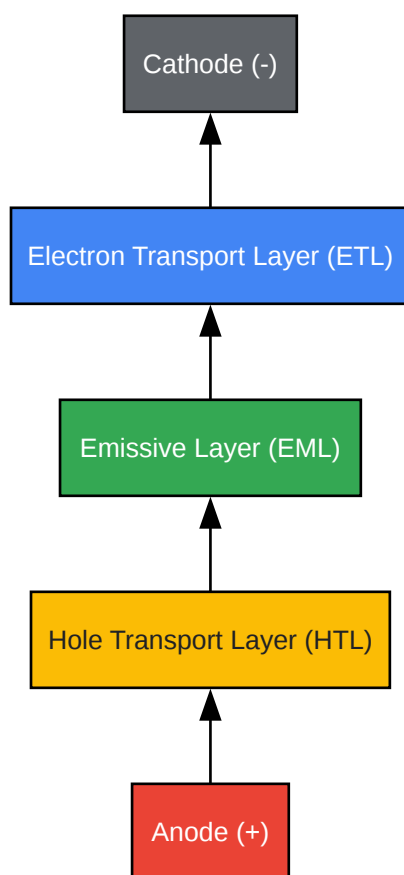 Cathode (-)
Electron Transport Layer (ETL)
Emissive Layer (EML)
Hole Transport Layer (HTL)
Anode (+)